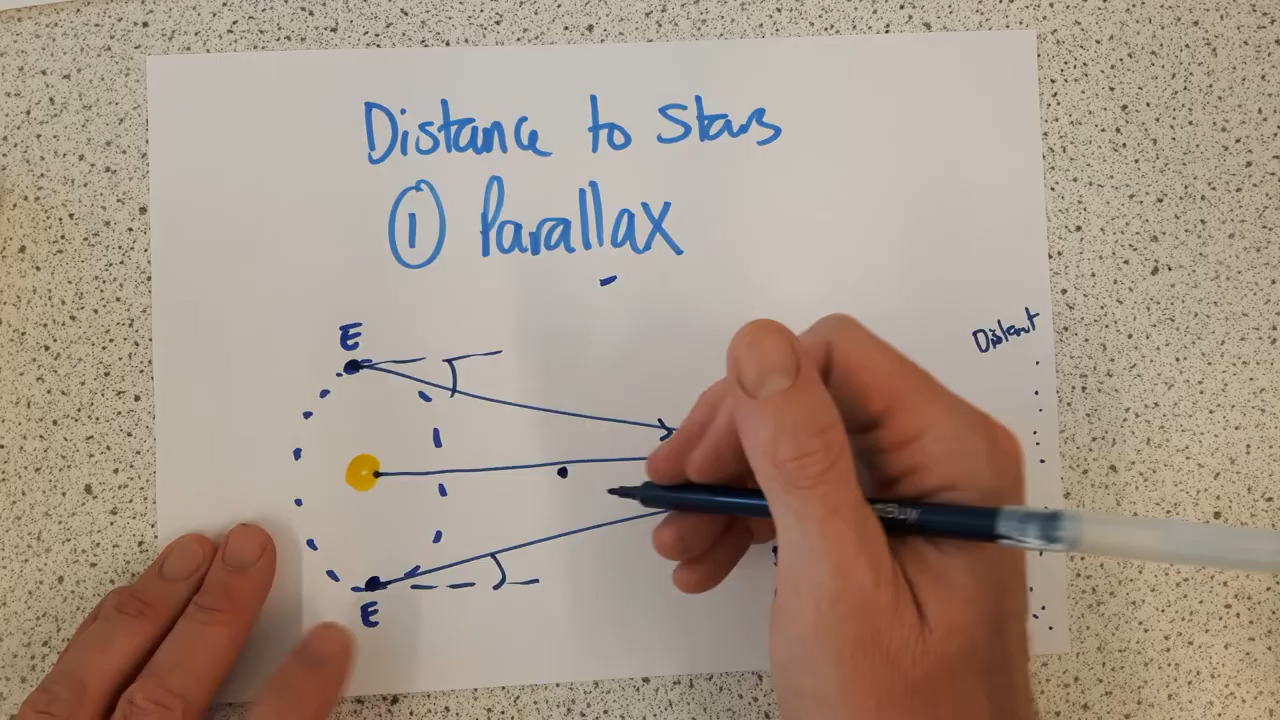 Distance to Stars
① Parallax
E
Distant
E